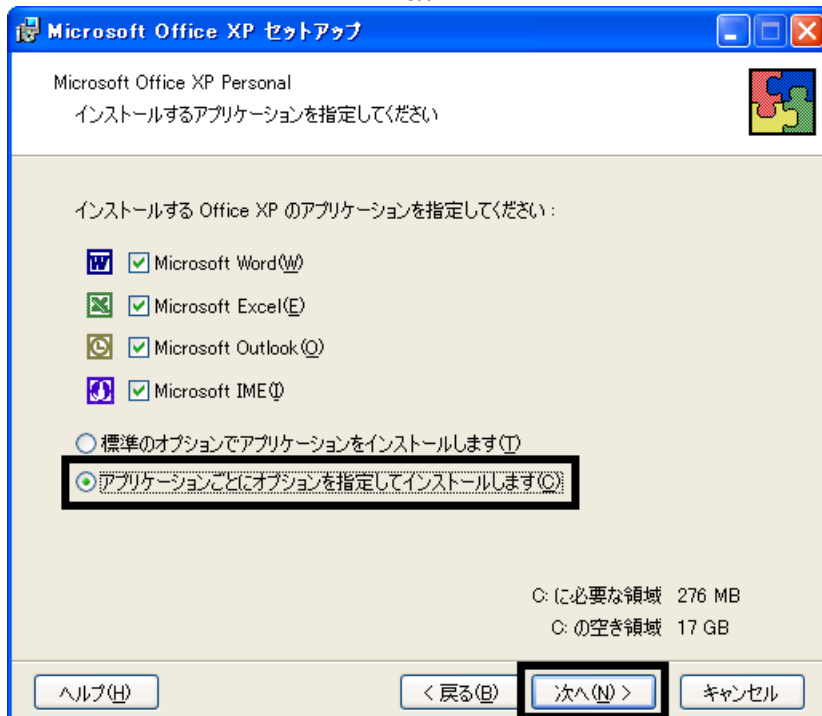 Microsoft Office XP セットアップ
Microsoft Office XP Personal
インストールするアプリケーションを指定してください
インストールする Office XP のアプリケーションを指定してください :
Microsoft Word(W)
Microsoft Excel(E)
Microsoft Outlook(O)
Microsoft IME(I)
標準のオプションでアプリケーションをインストールします(T)
アプリケーションごとにオプションを指定してインストールします(C)
C: に必要な領域 276 MB
C: の空き領域 17 GB
ヘルプ(H) < 戻る(B) 次へ(N) > キャンセル